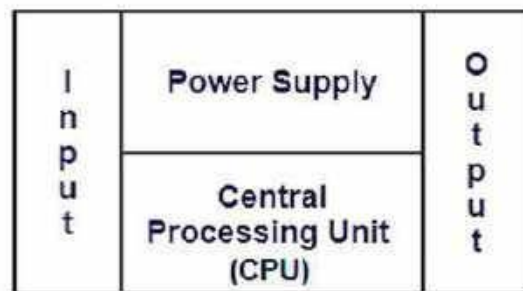 Input
Power Supply
Central
Processing Unit
(CPU)
Output